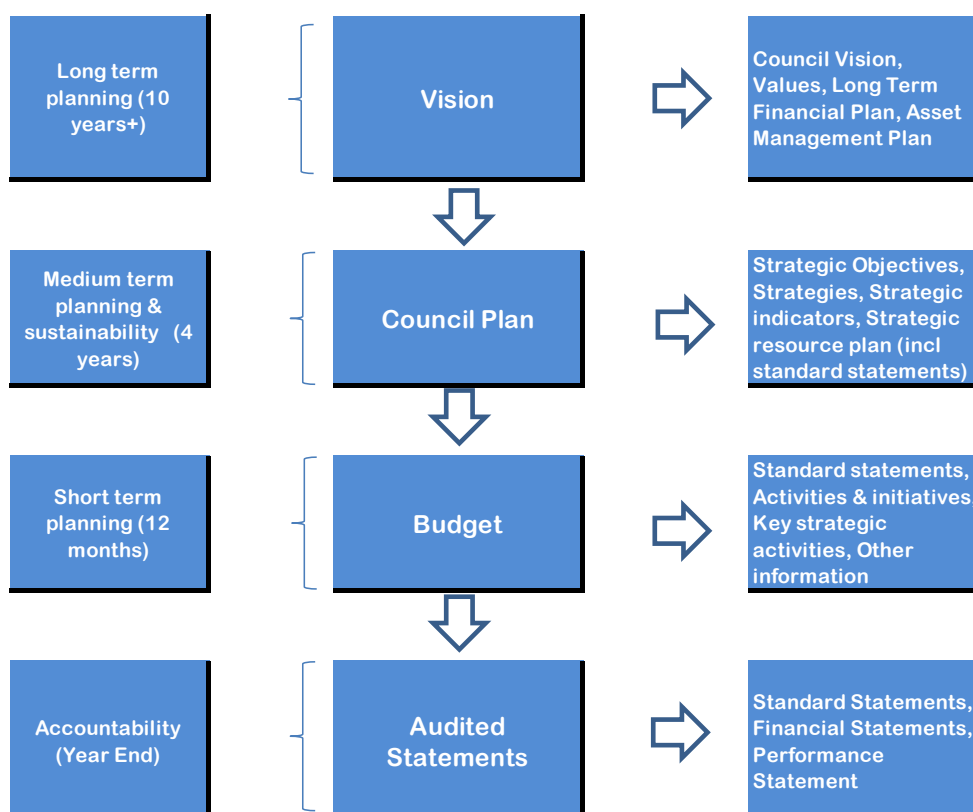 Long term
planning (10
years+)
Vision
Council Vision,
Values, Long Term
Financial Plan, Asset
Management Plan
Medium term
planning &
sustainability (4
years)
Council Plan
Strategic Objectives,
Strategies, Strategic
indicators, Strategic
resource plan (incl
standard statements)
Short term
planning (12
months)
Budget
Standard statements,
Activities & initiatives,
Key strategic
activities, Other
information
Accountability
(Year End)
Audited
Statements
Standard Statements,
Financial Statements,
Performance
Statement